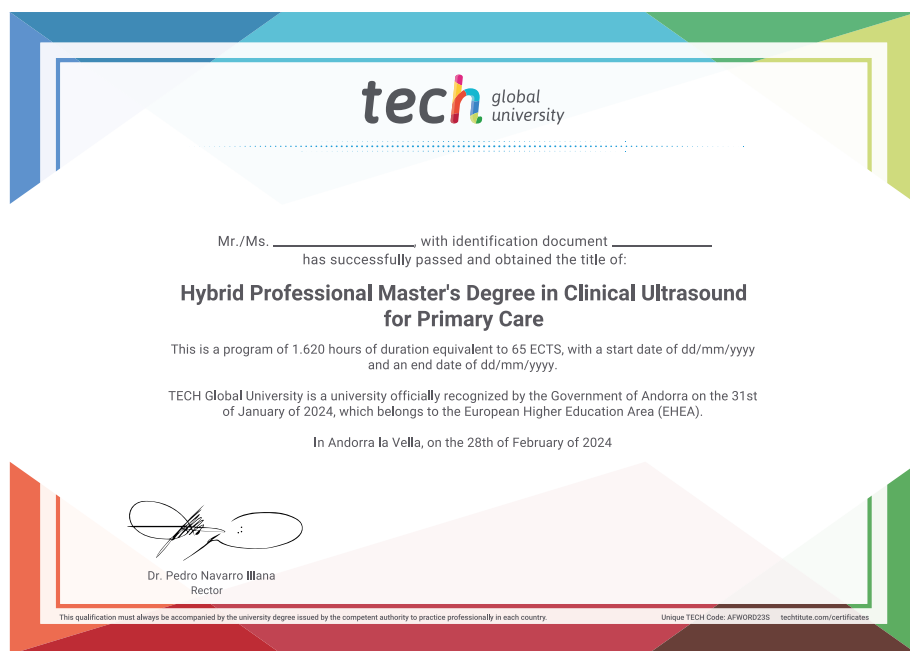 tech global university
Mr./Ms. ______________, with identification document __________
has successfully passed and obtained the title of:
Hybrid Professional Master's Degree in Clinical Ultrasound
for Primary Care
This is a program of 1.620 hours of duration equivalent to 65 ECTS, with a start date of dd/mm/yyyy
and an end date of dd/mm/yyyy.
TECH Global University is a university officially recognized by the Government of Andorra on the 31st
of January of 2024, which belongs to the European Higher Education Area (EHEA).
In Andorra la Vella, on the 28th of February of 2024
Dr. Pedro Navarro Illana
Rector
This qualification must always be accompanied by the university degree issued by the competent authority to practice professionally in each country.
Unique TECH Code: AFWORD23S techtitute.com/certificates